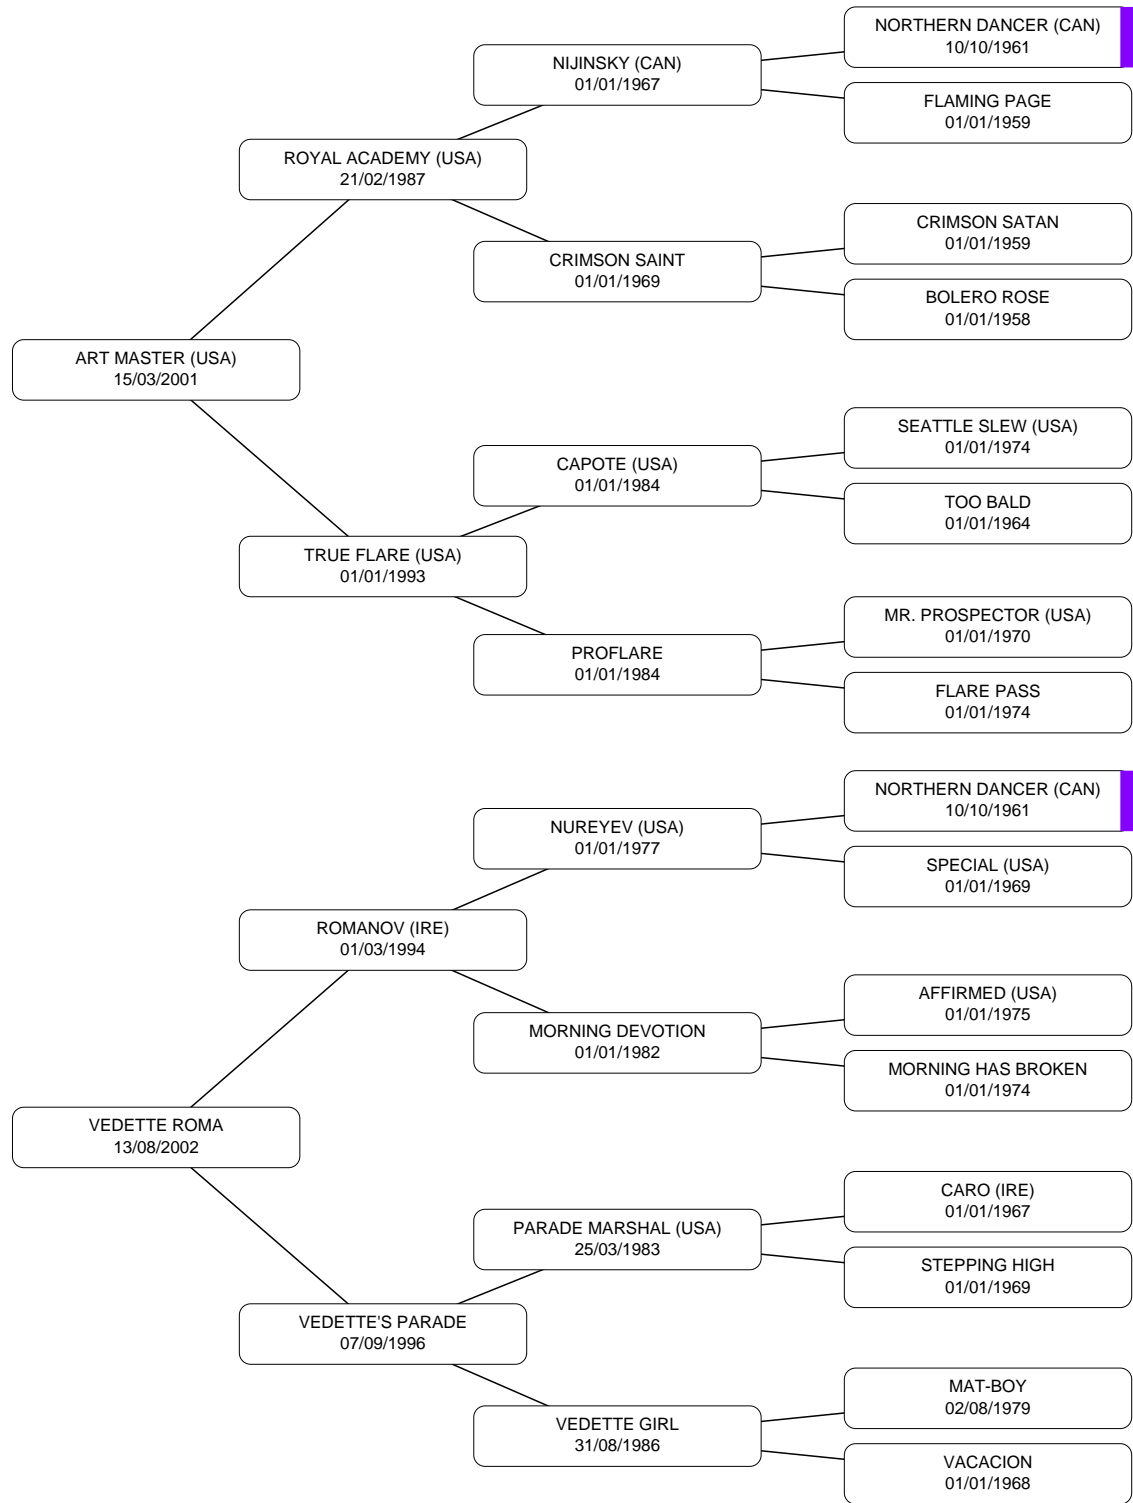 NORTHERN DANCER (CAN)
10/10/1961
NIJINSKY (CAN)
01/01/1967
FLAMING PAGE
01/01/1959
ROYAL ACADEMY (USA)
21/02/1987
CRIMSON SATAN
01/01/1959
CRIMSON SAINT
01/01/1969
BOLERO ROSE
01/01/1958
ART MASTER (USA)
15/03/2001
SEATTLE SLEW (USA)
01/01/1974
CAPOTE (USA)
01/01/1984
TOO BALD
01/01/1964
TRUE FLARE (USA)
01/01/1993
MR. PROSPECTOR (USA)
01/01/1970
PROFLARE
01/01/1984
FLARE PASS
01/01/1974
NORTHERN DANCER (CAN)
10/10/1961
NUREYEV (USA)
01/01/1977
SPECIAL (USA)
01/01/1969
ROMANOV (IRE)
01/03/1994
AFFIRMED (USA)
01/01/1975
MORNING DEVOTION
01/01/1982
MORNING HAS BROKEN
01/01/1974
VEDETTE ROMA
13/08/2002
CARO (IRE)
01/01/1967
PARADE MARSHAL (USA)
25/03/1983
STEPPING HIGH
01/01/1969
VEDETTE'S PARADE
07/09/1996
MAT-BOY
02/08/1979
VEDETTE GIRL
31/08/1986
VACACION
01/01/1968